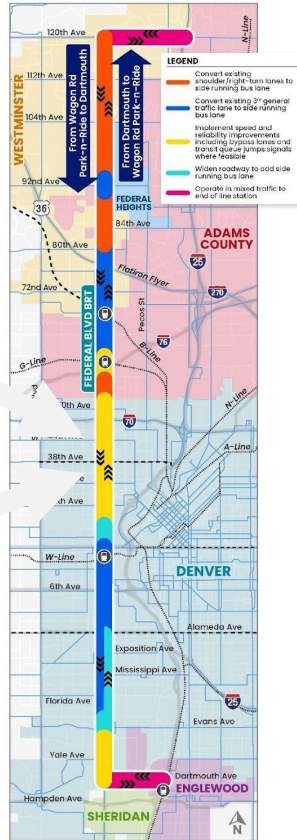 120th Ave
N-Line
LEGEND
Convert existing
shoulder/right-turn lanes to
side running bus lane
Convert existing 3rd general
traffic lane to side running
bus lane
Implement speed and
reliability improvements
including bypass lanes and
transit queue jumps signals
where feasible
Widen roadway to add side
running bus lane
Operate in mixed traffic to
end of line station
From Wagon Rd
Park-n-Ride to Dartmouth
From Dartmouth to
Wagon Rd Park-n-Ride
WESTMINSTER
112th Ave
104th Ave
92nd Ave
FEDERAL
HEIGHTS
36
84th Ave
80th Ave
ADAMS
COUNTY
25
Flatiron Flyer
72nd Ave
270
FEDERAL BLVD BRT
Pecos St
B-Line
76
G-Line
N-Line
70
A-Line
38th Ave
W-Line
DENVER
6th Ave
Alameda Ave
Exposition Ave
Mississippi Ave
Florida Ave
25
Evans Ave
Yale Ave
Dartmouth Ave
ENGLEWOOD
Hampden Ave
SHERIDAN
N